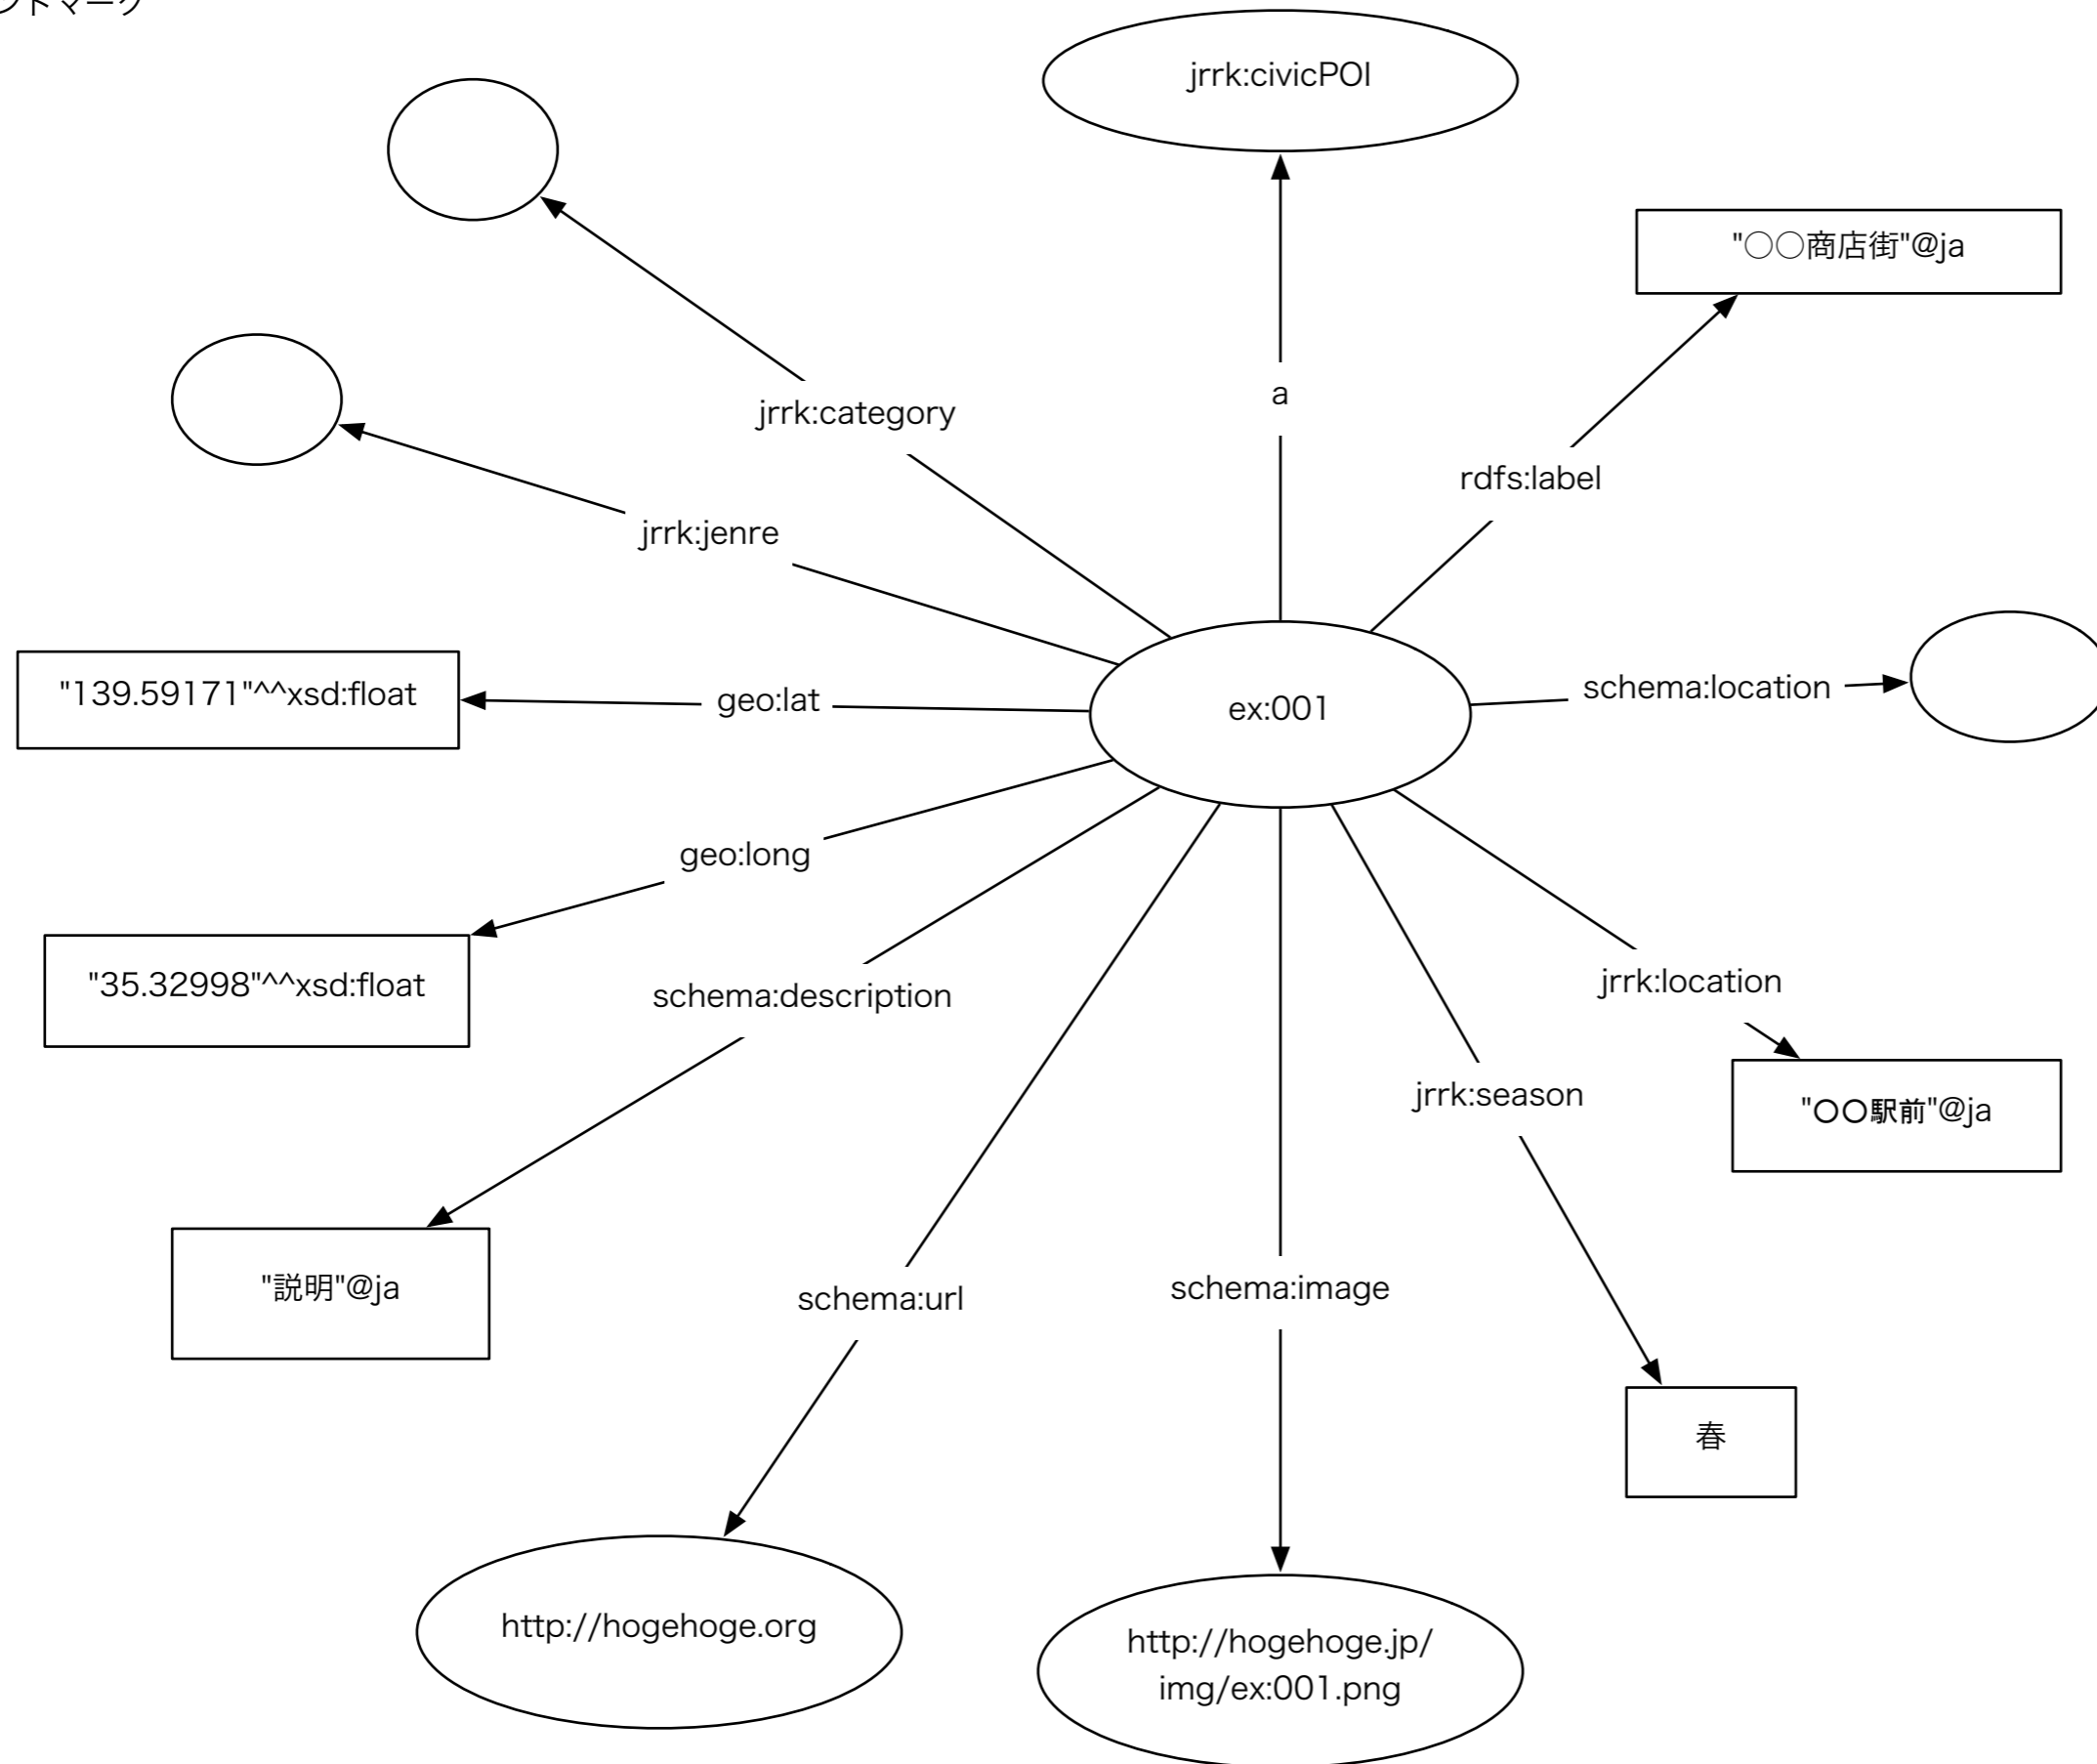 jrrk:civicPOI
"○○商店街"@ja
jrrk:category
a
rdfs:label
jrrk:jenre
schema:location
"139.59171"^^xsd:float
geo:lat
ex:001
geo:long
"35.32998"^^xsd:float
schema:description
jrrk:location
jrrk:season
"○○駅前"@ja
"説明"@ja
schema:url
schema:image
春
http://hogehoge.org
http://hogehoge.jp/
img/ex:001.png